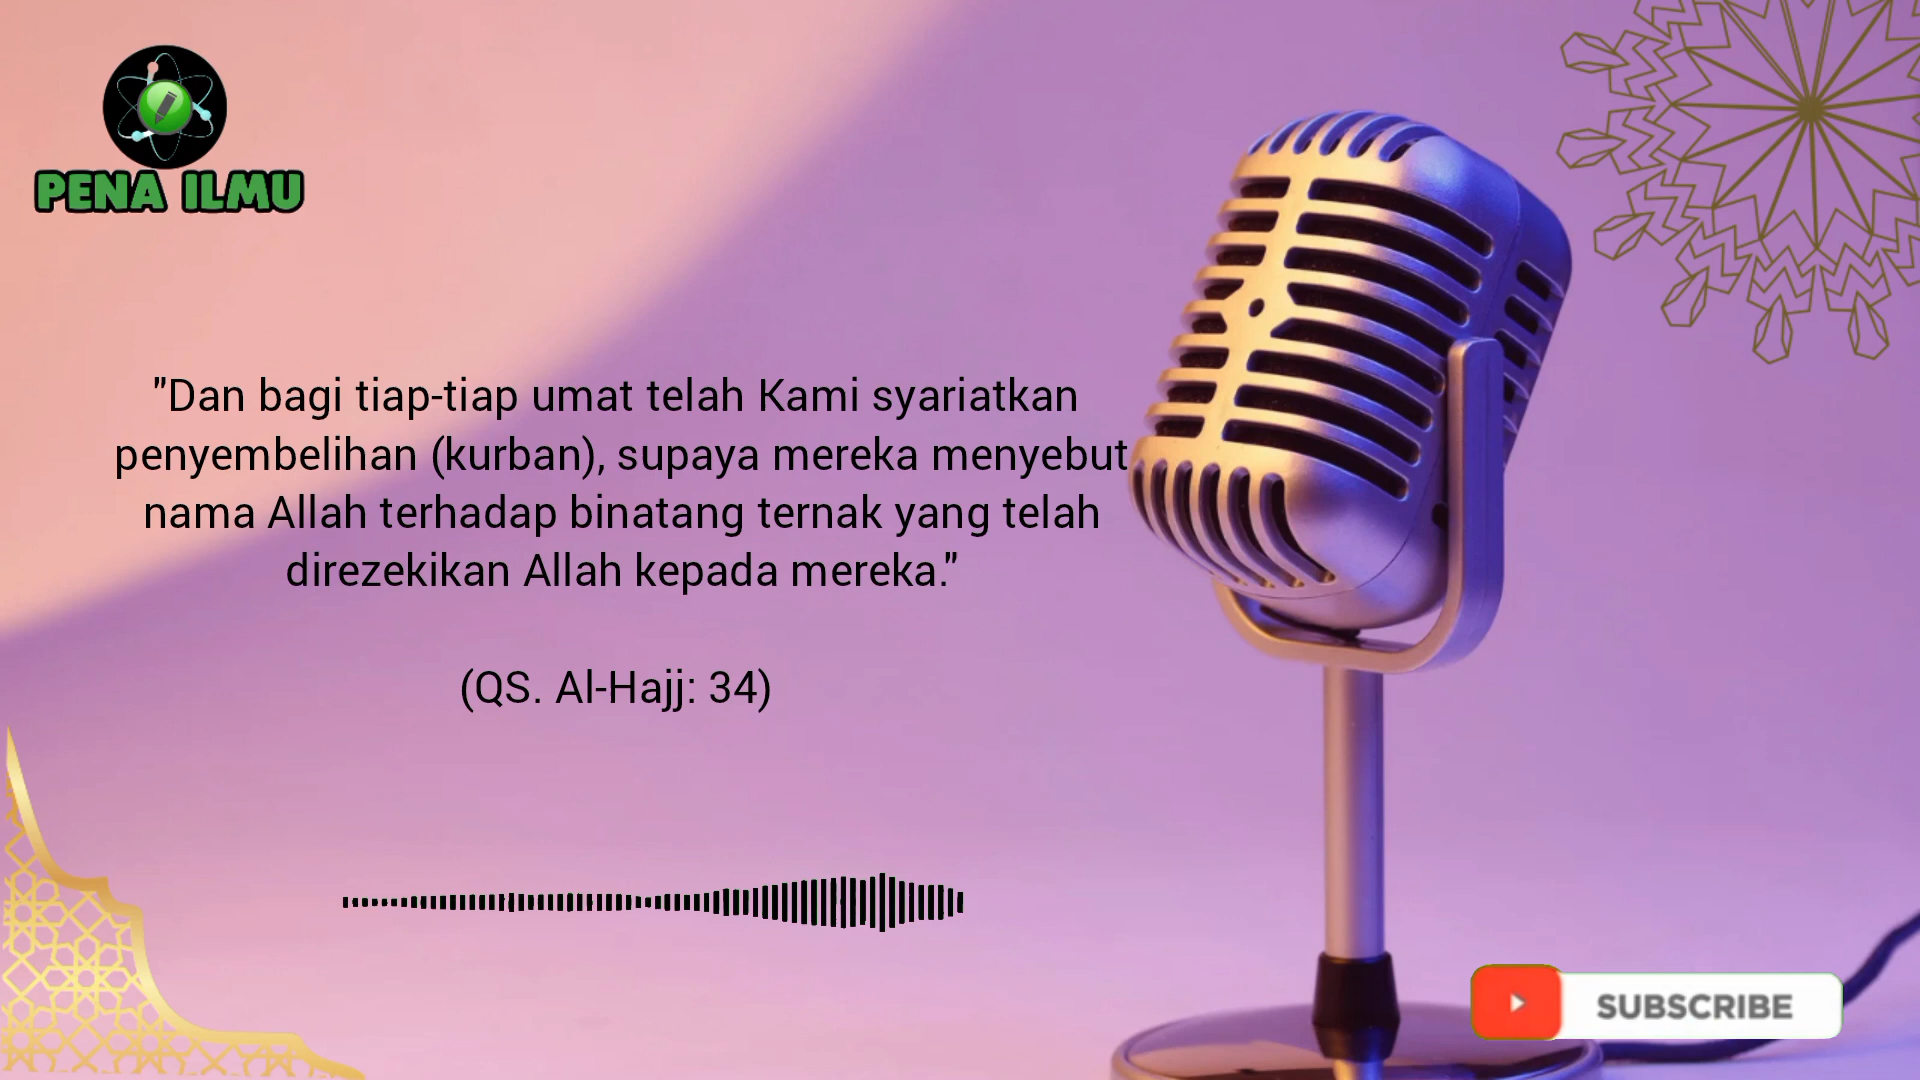 PENA ILMU
"Dan bagi tiap-tiap umat telah Kami syariatkan
penyembelihan (kurban), supaya mereka menyebut
nama Allah terhadap binatang ternak yang telah
direzekikan Allah kepada mereka."
(QS. Al-Hajj: 34)
SUBSCRIBE